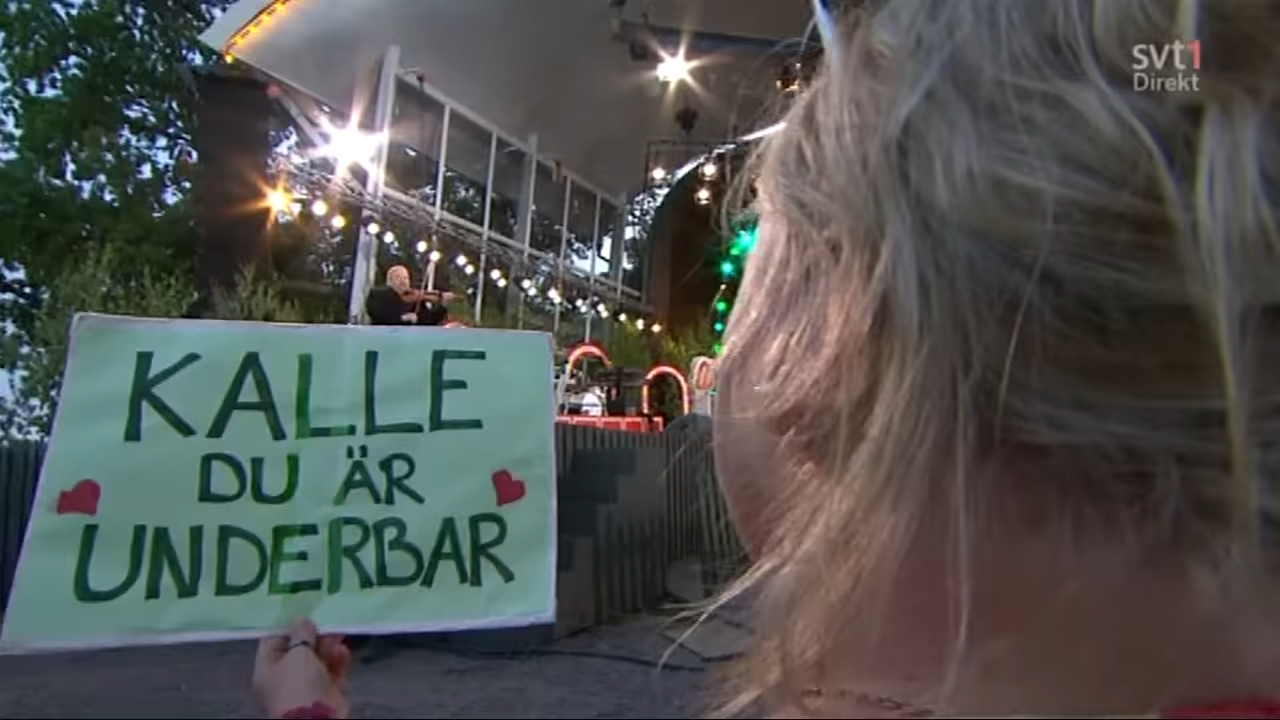 svt1
Direkt
KALLE
DU ÄR
UNDERBAR